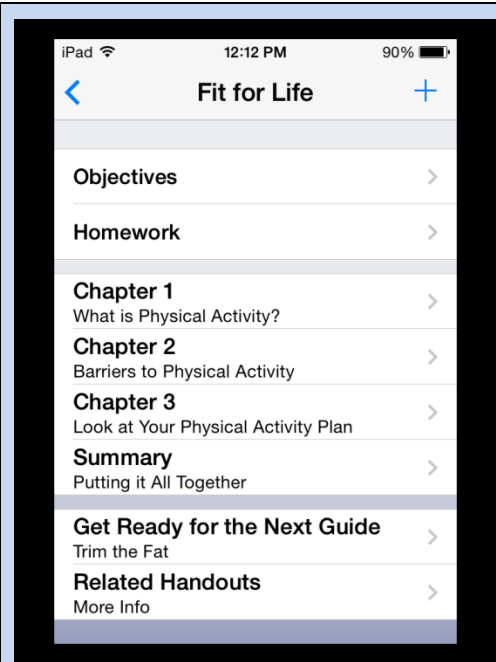 iPad 12:12 PM 90%
Fit for Life
Objectives
Homework
Chapter 1
What is Physical Activity?
Chapter 2
Barriers to Physical Activity
Chapter 3
Look at Your Physical Activity Plan
Summary
Putting it All Together
Get Ready for the Next Guide
Trim the Fat
Related Handouts
More Info